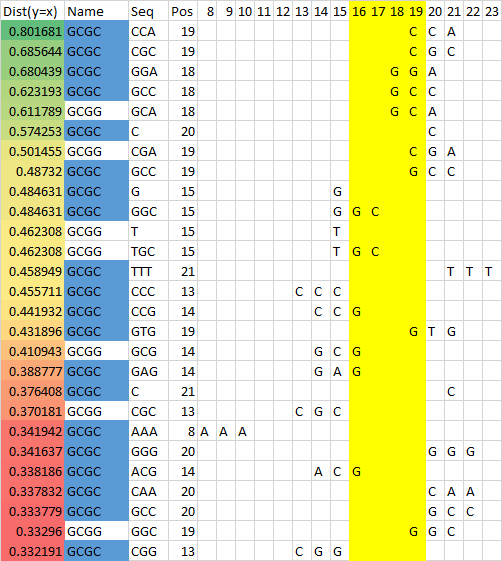 Dist(y=x) Name Seq Pos 8 9 10 11 12 13 14 15 16 17 18 19 20 21 22 23
0.801681 GCGC CCA 19 C C A
0.685644 GCGC CGC 19 C G C
0.680439 GCGC GGA 18 G G A
0.623193 GCGC GCC 18 G C C
0.611789 GCGG GCA 18 G C A
0.574253 GCGC C 20 C
0.501455 GCGG CGA 19 C G A
0.48732 GCGC GCC 19 G C C
0.484631 GCGC G 15 G
0.484631 GCGC GGC 15 G G C
0.462308 GCGG T 15 T
0.462308 GCGG TGC 15 T G C
0.458949 GCGC TTT 21 T T T
0.455711 GCGC CCC 13 C C C
0.441932 GCGC CCG 14 C C G
0.431896 GCGC GTG 19 G T G
0.410943 GCGG GCG 14 G C G
0.388777 GCGC GAG 14 G A G
0.376408 GCGC C 21 C
0.370181 GCGG CGC 13 C G C
0.341942 GCGC AAA 8 A A A
0.341637 GCGC GGG 20 G G G
0.338186 GCGC ACG 14 A C G
0.337832 GCGC CAA 20 C A A
0.333779 GCGC GCC 20 G C C
0.33296 GCGG GGC 19 G G C
0.332191 GCGC CGG 13 C G G